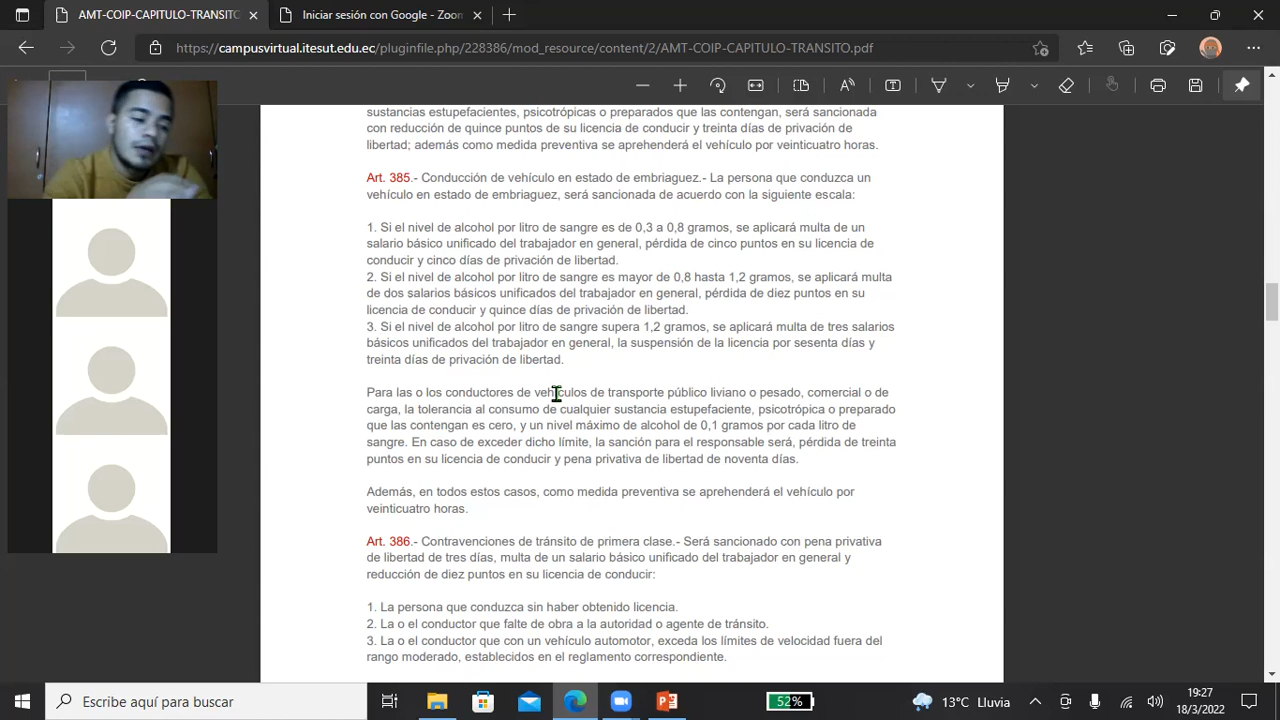 AMT-COIP-CAPITULO-TRANSITO
Iniciar sesión con Google - Zoom
https://campusvirtual.itesut.edu.ec/pluginfile.php/228386/mod_resource/content/2/AMT-COIP-CAPITULO-TRANSITO.pdf
sustancias estupefacientes, psicotrópicas o preparados que las contengan, será sancionada
con reducción de quince puntos de su licencia de conducir y treinta días de privación de
libertad; además como medida preventiva se aprehenderá el vehículo por veinticuatro horas.
Art. 385.- Conducción de vehículo en estado de embriaguez.- La persona que conduzca un
vehículo en estado de embriaguez, será sancionada de acuerdo con la siguiente escala:
1. Si el nivel de alcohol por litro de sangre es de 0,3 a 0,8 gramos, se aplicará multa de un
salario básico unificado del trabajador en general, pérdida de cinco puntos en su licencia de
conducir y cinco días de privación de libertad.
2. Si el nivel de alcohol por litro de sangre es mayor de 0,8 hasta 1,2 gramos, se aplicará multa
de dos salarios básicos unificados del trabajador en general, pérdida de diez puntos en su
licencia de conducir y quince días de privación de libertad.
3. Si el nivel de alcohol por litro de sangre supera 1,2 gramos, se aplicará multa de tres salarios
básicos unificados del trabajador en general, la suspensión de la licencia por sesenta días y
treinta días de privación de libertad.
Para las o los conductores de vehículos de transporte público liviano o pesado, comercial o de
carga, la tolerancia al consumo de cualquier sustancia estupefaciente, psicotrópica o preparado
que las contengan es cero, y un nivel máximo de alcohol de 0,1 gramos por cada litro de
sangre. En caso de exceder dicho límite, la sanción para el responsable será, pérdida de treinta
puntos en su licencia de conducir y pena privativa de libertad de noventa días.
Además, en todos estos casos, como medida preventiva se aprehenderá el vehículo por
veinticuatro horas.
Art. 386.- Contravenciones de tránsito de primera clase.- Será sancionado con pena privativa
de libertad de tres días, multa de un salario básico unificado del trabajador en general y
reducción de diez puntos en su licencia de conducir:
1. La persona que conduzca sin haber obtenido licencia.
2. La o el conductor que falte de obra a la autoridad o agente de tránsito.
3. La o el conductor que con un vehículo automotor, exceda los límites de velocidad fuera del
rango moderado, establecidos en el reglamento correspondiente.
Escribe aquí para buscar
52%
13°C Lluvia
19:27
18/3/2022